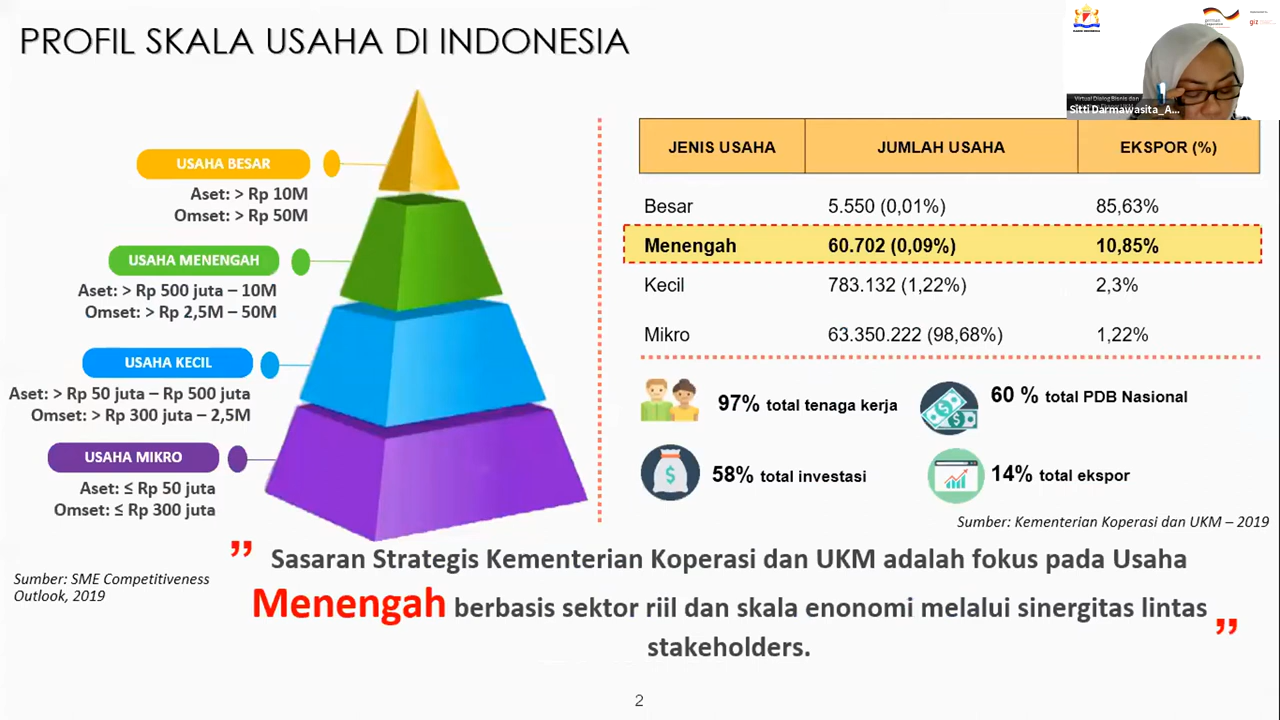 PROFIL SKALA USAHA DI INDONESIA
KADIN INDONESIA
giz
Virtual Dialog Bisnis dan
Sitti Darmawasita_A...
USAHA BESAR
Aset: > Rp 10M
Omset: > Rp 50M
USAHA MENENGAH
Aset: > Rp 500 juta – 10M
Omset: > Rp 2,5M – 50M
USAHA KECIL
Aset: > Rp 50 juta – Rp 500 juta
Omset: > Rp 300 juta – 2,5M
USAHA MIKRO
Aset: ≤ Rp 50 juta
Omset: ≤ Rp 300 juta
Sumber: SME Competitiveness
Outlook, 2019
JENIS USAHA JUMLAH USAHA EKSPOR (%)
Besar 5.550 (0,01%) 85,63%
Menengah 60.702 (0,09%) 10,85%
Kecil 783.132 (1,22%) 2,3%
Mikro 63.350.222 (98,68%) 1,22%
97% total tenaga kerja
60 % total PDB Nasional
58% total investasi
14% total ekspor
Sumber: Kementerian Koperasi dan UKM – 2019
” Sasaran Strategis Kementerian Koperasi dan UKM adalah fokus pada Usaha
Menengah berbasis sektor riil dan skala enonomi melalui sinergitas lintas
stakeholders. ”
2